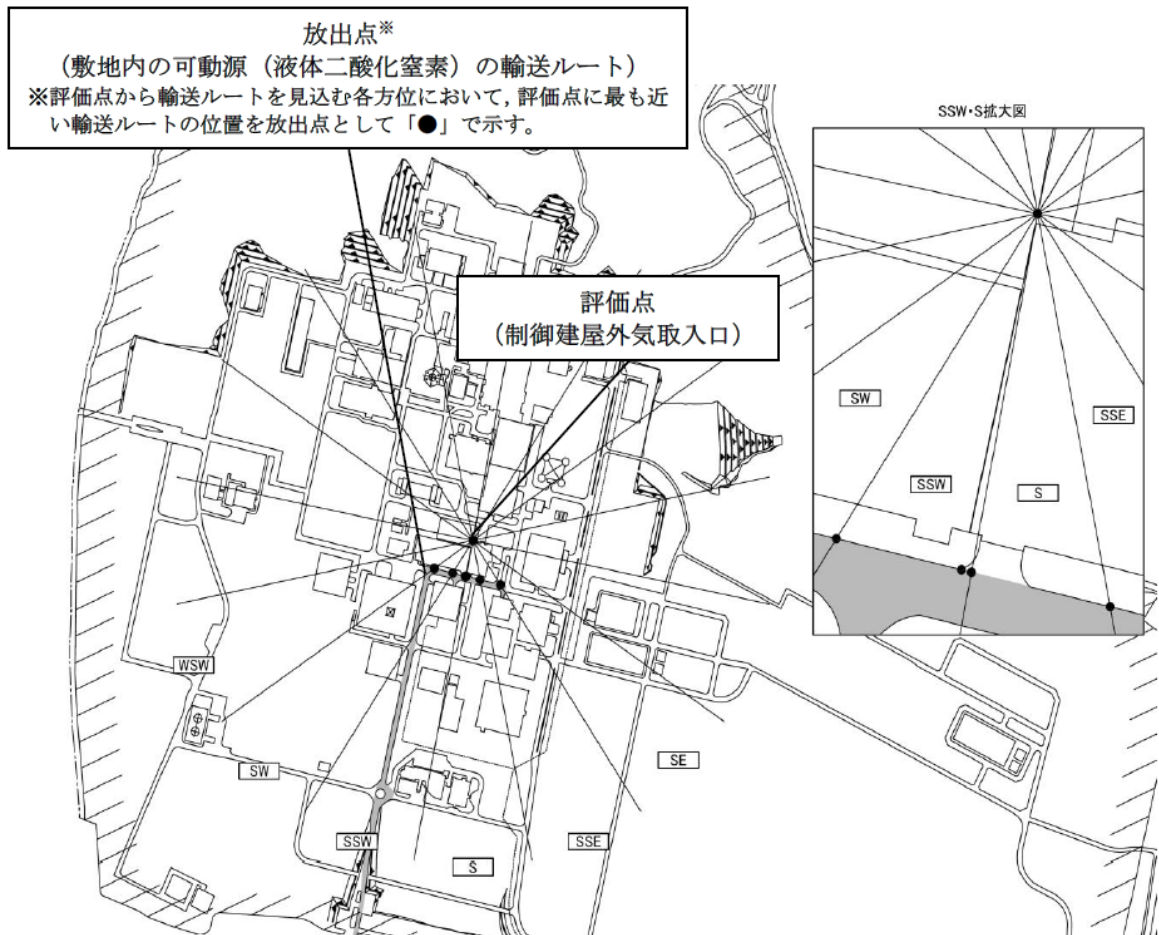 放出点※
（敷地内の可動源（液体二酸化窒素）の輸送ルート）
※評価点から輸送ルートを見込む各方位において，評価点に最も近
い輸送ルートの位置を放出点として「●」で示す。
SSW・S拡大図
評価点
（制御建屋外気取入口）
SW
SSE
SSW
S
WSW
SW
SE
SSW
SSE
S